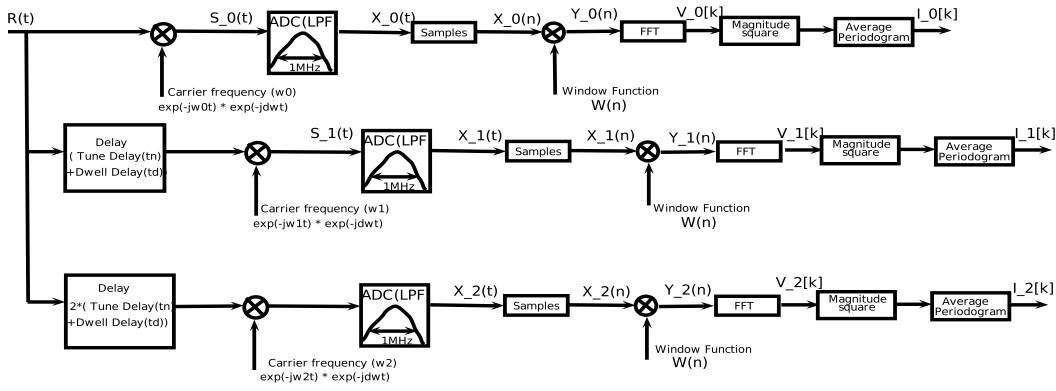 R(t)
S_0(t)
ADC(LPF
1MHz
X_0(t)
Samples
X_0(n)
Y_0(n)
FFT
V_0[k]
Magnitude
square
Average
Periodogram
I_0[k]
Carrier frequency (w0)
exp(-jw0t) * exp(-jdwt)
Window Function
W(n)
Delay
( Tune Delay(tn)
+Dwell Delay(td))
S_1(t)
ADC(LPF
1MHz
X_1(t)
Samples
X_1(n)
Y_1(n)
FFT
V_1[k]
Magnitude
square
Average
Periodogram
I_1[k]
Carrier frequency (w1)
exp(-jw1t) * exp(-jdwt)
Window Function
W(n)
Delay
2*( Tune Delay(tn)
+Dwell Delay(td))
ADC(LPF
1MHz
X_2(t)
Samples
X_2(n)
Y_2(n)
FFT
V_2[k]
Magnitude
square
Average
Periodogram
I_2[k]
Carrier frequency (w2)
exp(-jw2t) * exp(-jdwt)
Window Function
W(n)